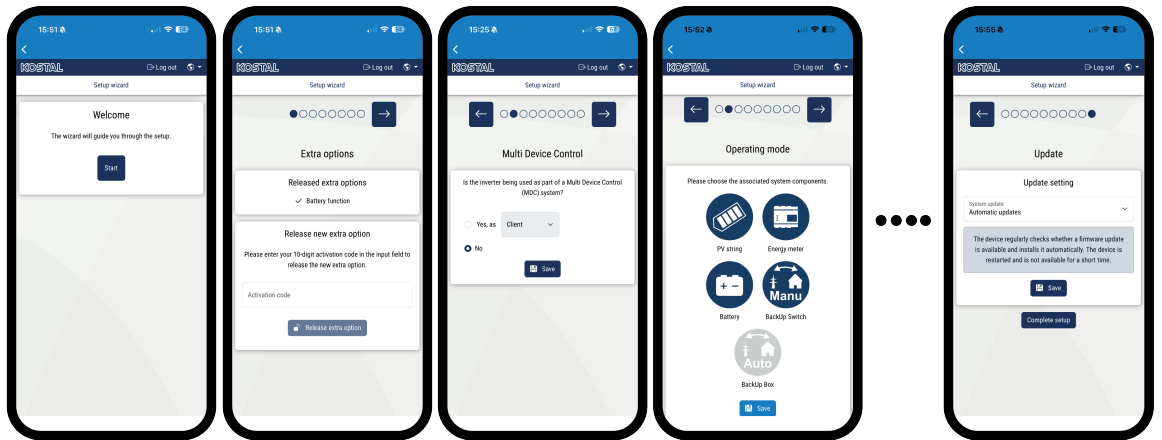 15:51
34
KOSTAL
Log out
Setup wizard
Welcome
The wizard will guide you through the setup.
Start
15:51
KOSTAL
Log out
Setup wizard
Extra options
Released extra options
Battery function
Release new extra option
Please enter your 10-digit activation code in the input field to
release the new extra option.
Activation code
Release extra option
15:25
KOSTAL
Log out
Setup wizard
Multi Device Control
Is the inverter being used as part of a Multi Device Control
(MDC) system?
Yes, as
Client
No
Save
15:52
KOSTAL
Log out
Setup wizard
Operating mode
Please choose the associated system components.
PV string
Energy meter
+ -
Manu
Battery
BackUp Switch
Auto
BackUp Box
Save
15:55
KOSTAL
Log out
Setup wizard
Update
Update setting
System update
Automatic updates
The device regularly checks whether a firmware update
is available and installs it automatically. The device is
restarted and is not available for a short time.
Save
Complete setup